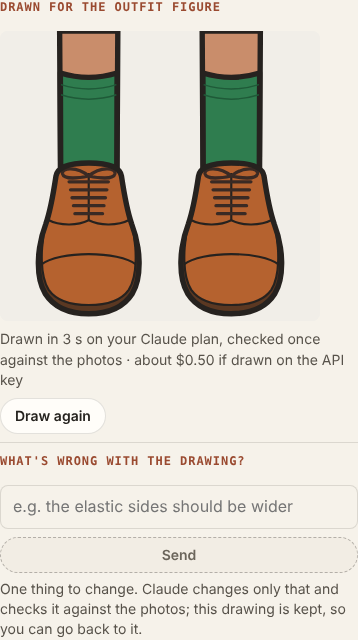 DRAWN FOR THE OUTFIT FIGURE
Drawn in 3 s on your Claude plan, checked once
against the photos · about $0.50 if drawn on the API
key
Draw again
WHAT'S WRONG WITH THE DRAWING?
e.g. the elastic sides should be wider
Send
One thing to change. Claude changes only that and
checks it against the photos; this drawing is kept, so
you can go back to it.